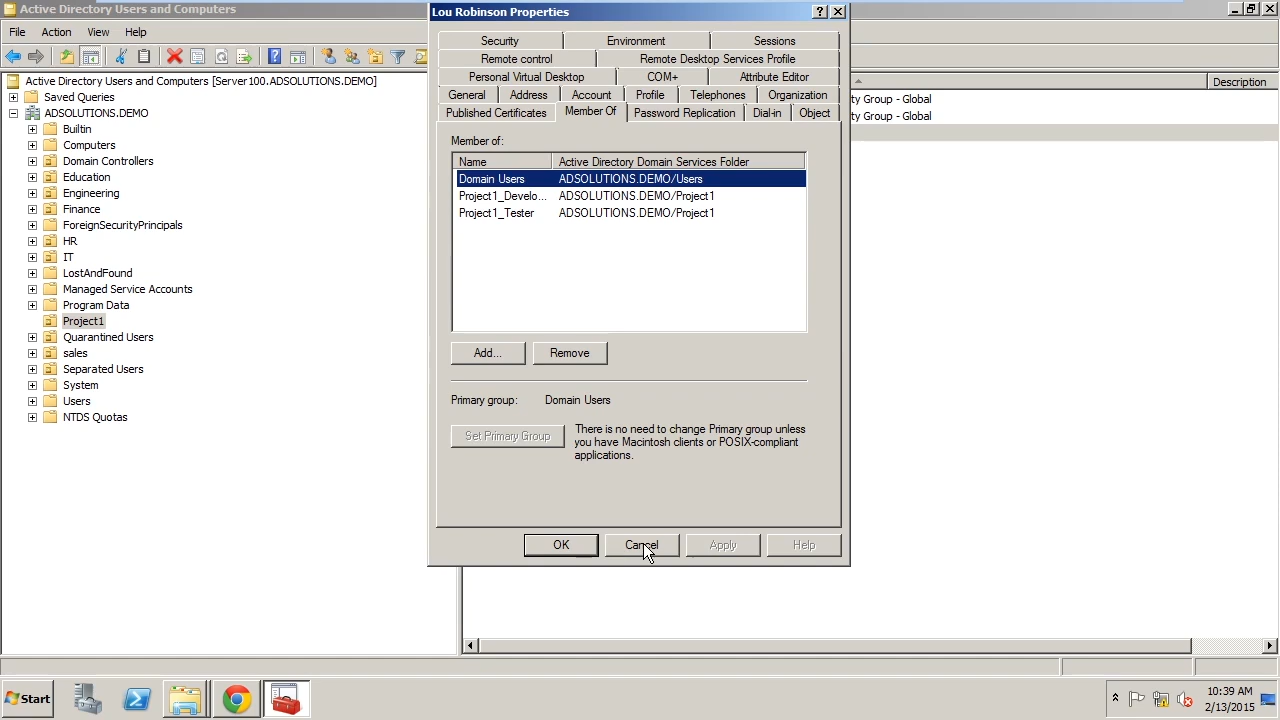 Active Directory Users and Computers
File Action View Help
Active Directory Users and Computers [Server100.ADSOLUTIONS.DEMO]
Saved Queries
ADSOLUTIONS.DEMO
Builtin
Computers
Domain Controllers
Education
Engineering
Finance
ForeignSecurityPrincipals
HR
IT
LostAndFound
Managed Service Accounts
Program Data
Project1
Quarantined Users
sales
Separated Users
System
Users
NTDS Quotas
Lou Robinson Properties
Security Environment Sessions
Remote control Remote Desktop Services Profile
Personal Virtual Desktop COM+ Attribute Editor
General Address Account Profile Telephones Organization
Published Certificates Member Of Password Replication Dial-in Object
Member of:
Name Active Directory Domain Services Folder
Domain Users ADSOLUTIONS.DEMO/Users
Project1_Develo... ADSOLUTIONS.DEMO/Project1
Project1_Tester ADSOLUTIONS.DEMO/Project1
Add... Remove
Primary group: Domain Users
Set Primary Group
There is no need to change Primary group unless
you have Macintosh clients or POSIX-compliant
applications.
OK Cancel Apply Help
Description
ty Group - Global
ty Group - Global
Start
10:39 AM
2/13/2015